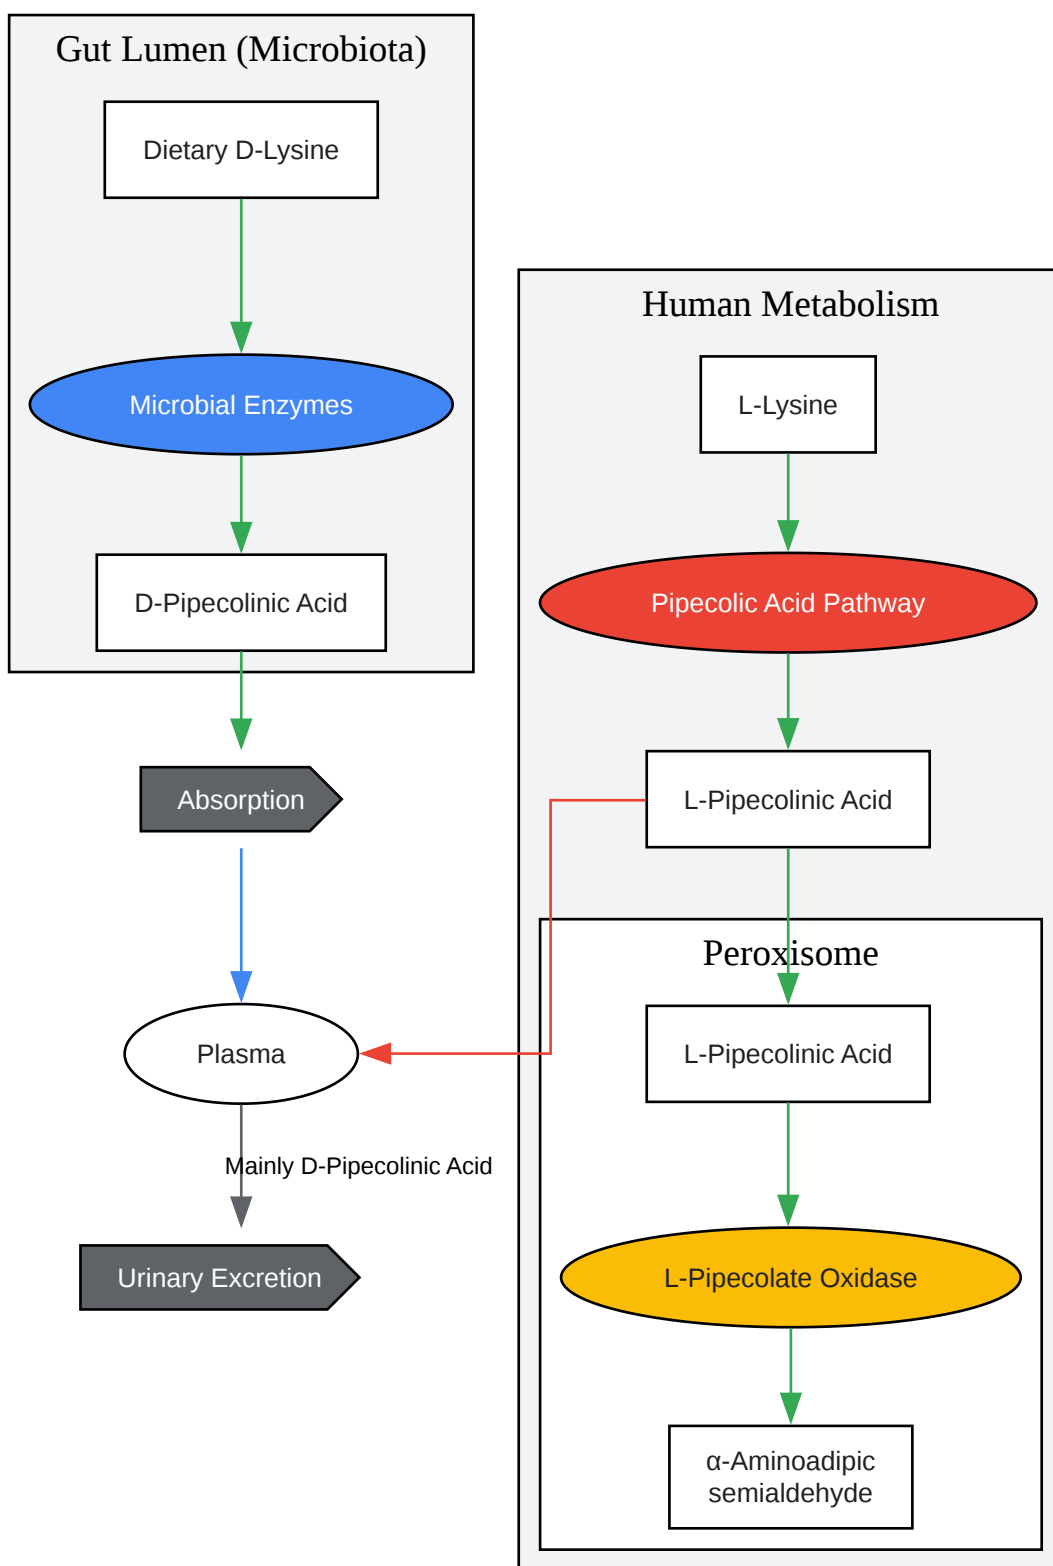 Gut Lumen (Microbiota)
Dietary D-Lysine
Microbial Enzymes
D-Pipecolinic Acid
Absorption
Plasma
Mainly D-Pipecolinic Acid
Urinary Excretion
Human Metabolism
L-Lysine
Pipecolic Acid Pathway
L-Pipecolinic Acid
Peroxisome
L-Pipecolinic Acid
L-Pipecolate Oxidase
α-Aminoadipic
semialdehyde